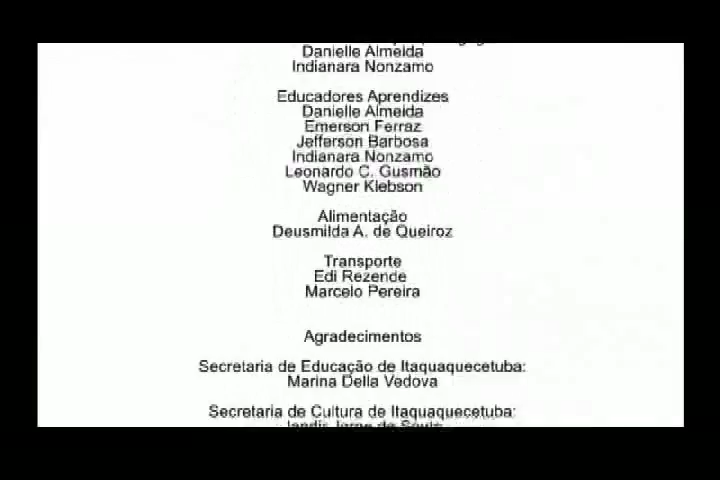 Danielle Almeida
Indianara Nonzamo
Educadores Aprendizes
Danielle Almeida
Emerson Ferraz
Jefferson Barbosa
Indianara Nonzamo
Leonardo C. Gusmão
Wagner Klebson
Alimentação
Deusmilda A. de Queiroz
Transporte
Edi Rezende
Marcelo Pereira
Agradecimentos
Secretaria de Educação de Itaquaquecetuba:
Marina Della Vedova
Secretaria de Cultura de Itaquaquecetuba: